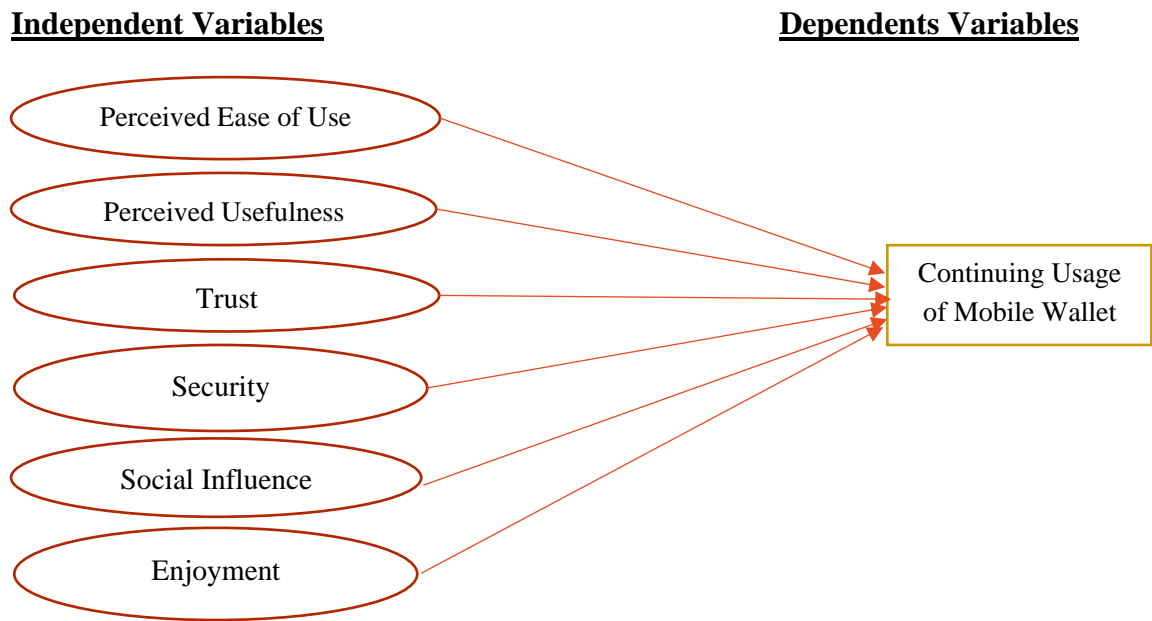 Independent Variables
Dependents Variables
Perceived Ease of Use
Perceived Usefulness
Trust
Security
Social Influence
Enjoyment
Continuing Usage
of Mobile Wallet